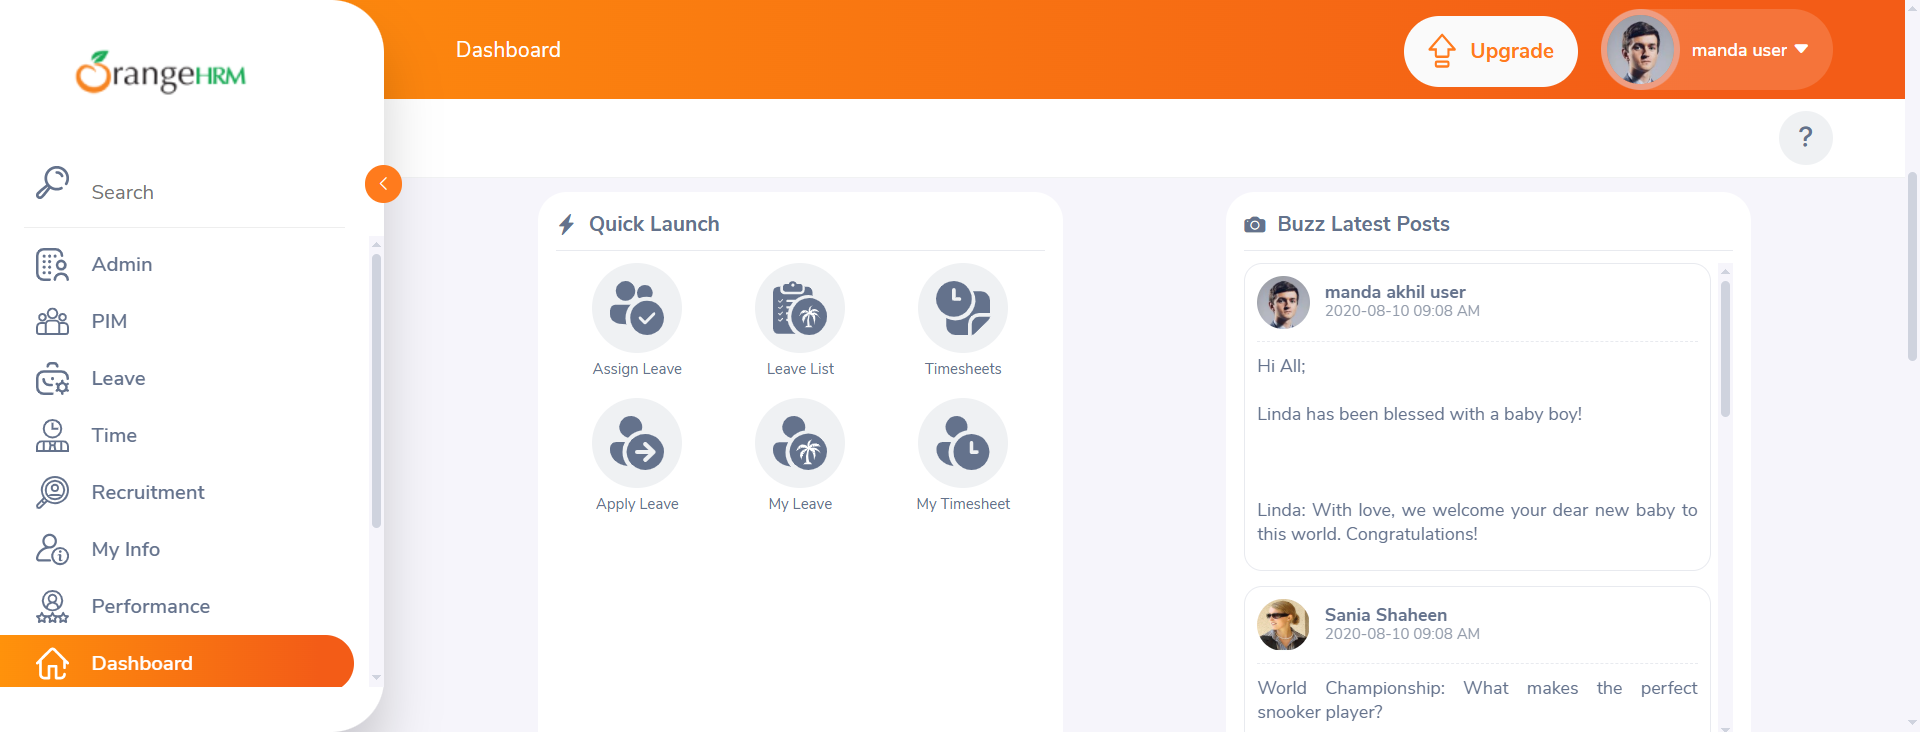 OrangeHRM
Search
Admin
PIM
Leave
Time
Recruitment
My Info
Performance
Dashboard
Dashboard
Upgrade
manda user
?
Quick Launch
Assign Leave
Leave List
Timesheets
Apply Leave
My Leave
My Timesheet
Buzz Latest Posts
manda akhil user
2020-08-10 09:08 AM
Hi All;
Linda has been blessed with a baby boy!
Linda: With love, we welcome your dear new baby to
this world. Congratulations!
Sania Shaheen
2020-08-10 09:08 AM
World Championship: What makes the perfect
snooker player?